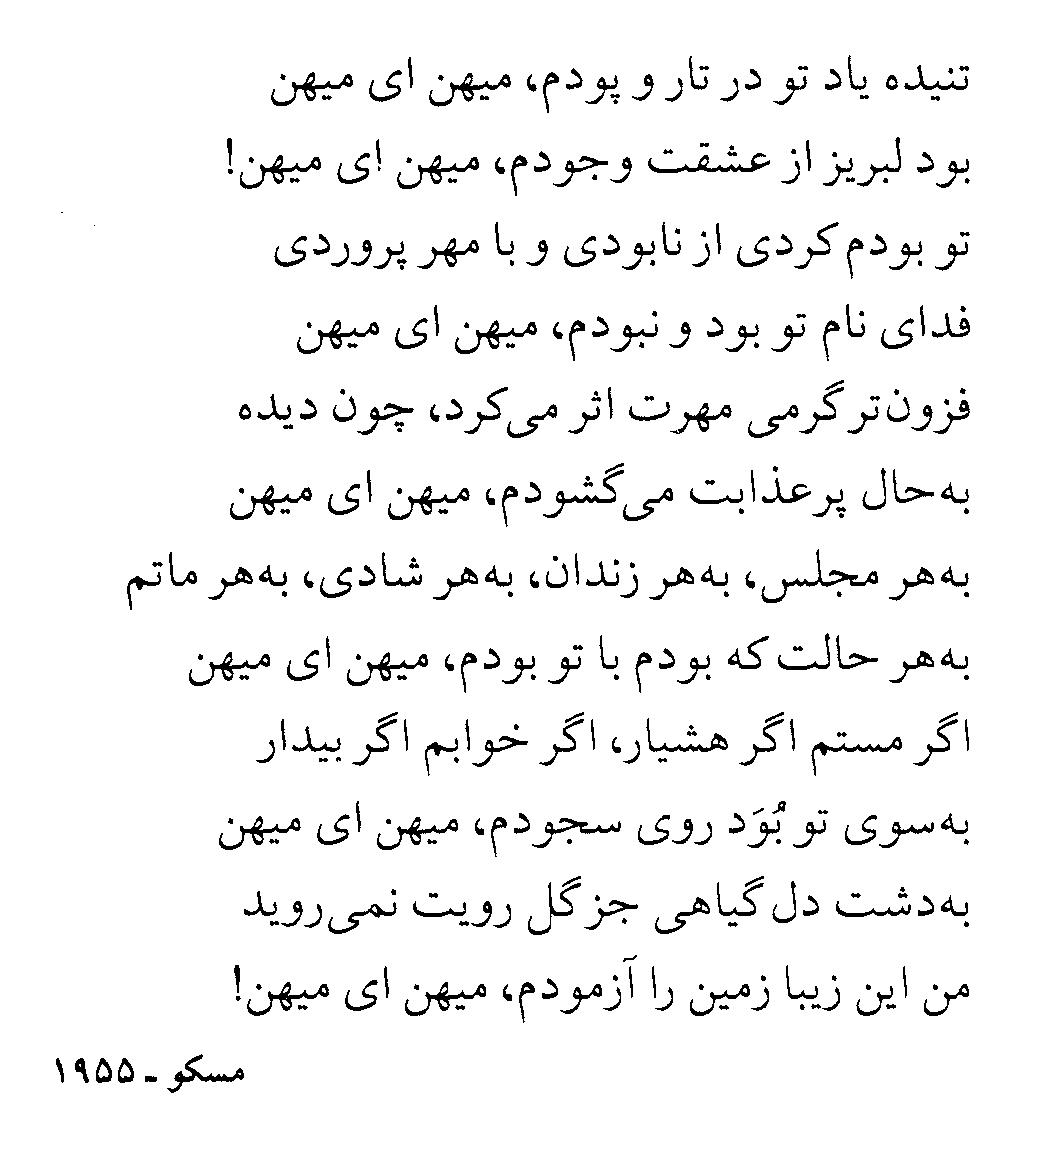 تنیده یاد تو در تار و پودم، میهن ای میهن
بود لبریز از عشقت وجودم، میهن ای میهن!
تو بودم کردی از نابودی و با مهر پروردی
فدای نام تو بود و نبودم، میهن ای میهن
فزون‌تر گرمی مهرت اثر می‌کرد، چون دیده
به‌حال پرعذابت می‌گشودم، میهن ای میهن
به‌هر مجلس، به‌هر زندان، به‌هر شادی، به‌هر ماتم
به‌هر حالت که بودم با تو بودم، میهن ای میهن
اگر مستم اگر هشیار، اگر خوابم اگر بیدار
به‌سوی تو بُوَد روی سجودم، میهن ای میهن
به‌دشت دل گیاهی جز گل رویت نمی‌روید
من این زیبا زمین را آزمودم، میهن ای میهن!
مسکو ـ ۱۹۵۵